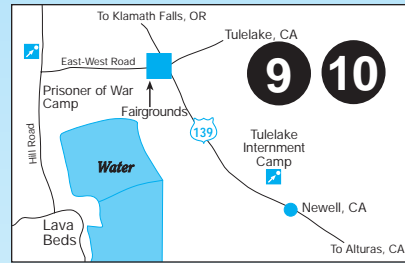 To Klamath Falls, OR
Tulelake, CA
East-West Road
9 10
Prisoner of War
Camp
Fairgrounds
Hill Road
139
Tulelake
Internment
Camp
Water
Newell, CA
Lava
Beds
To Alturas, CA